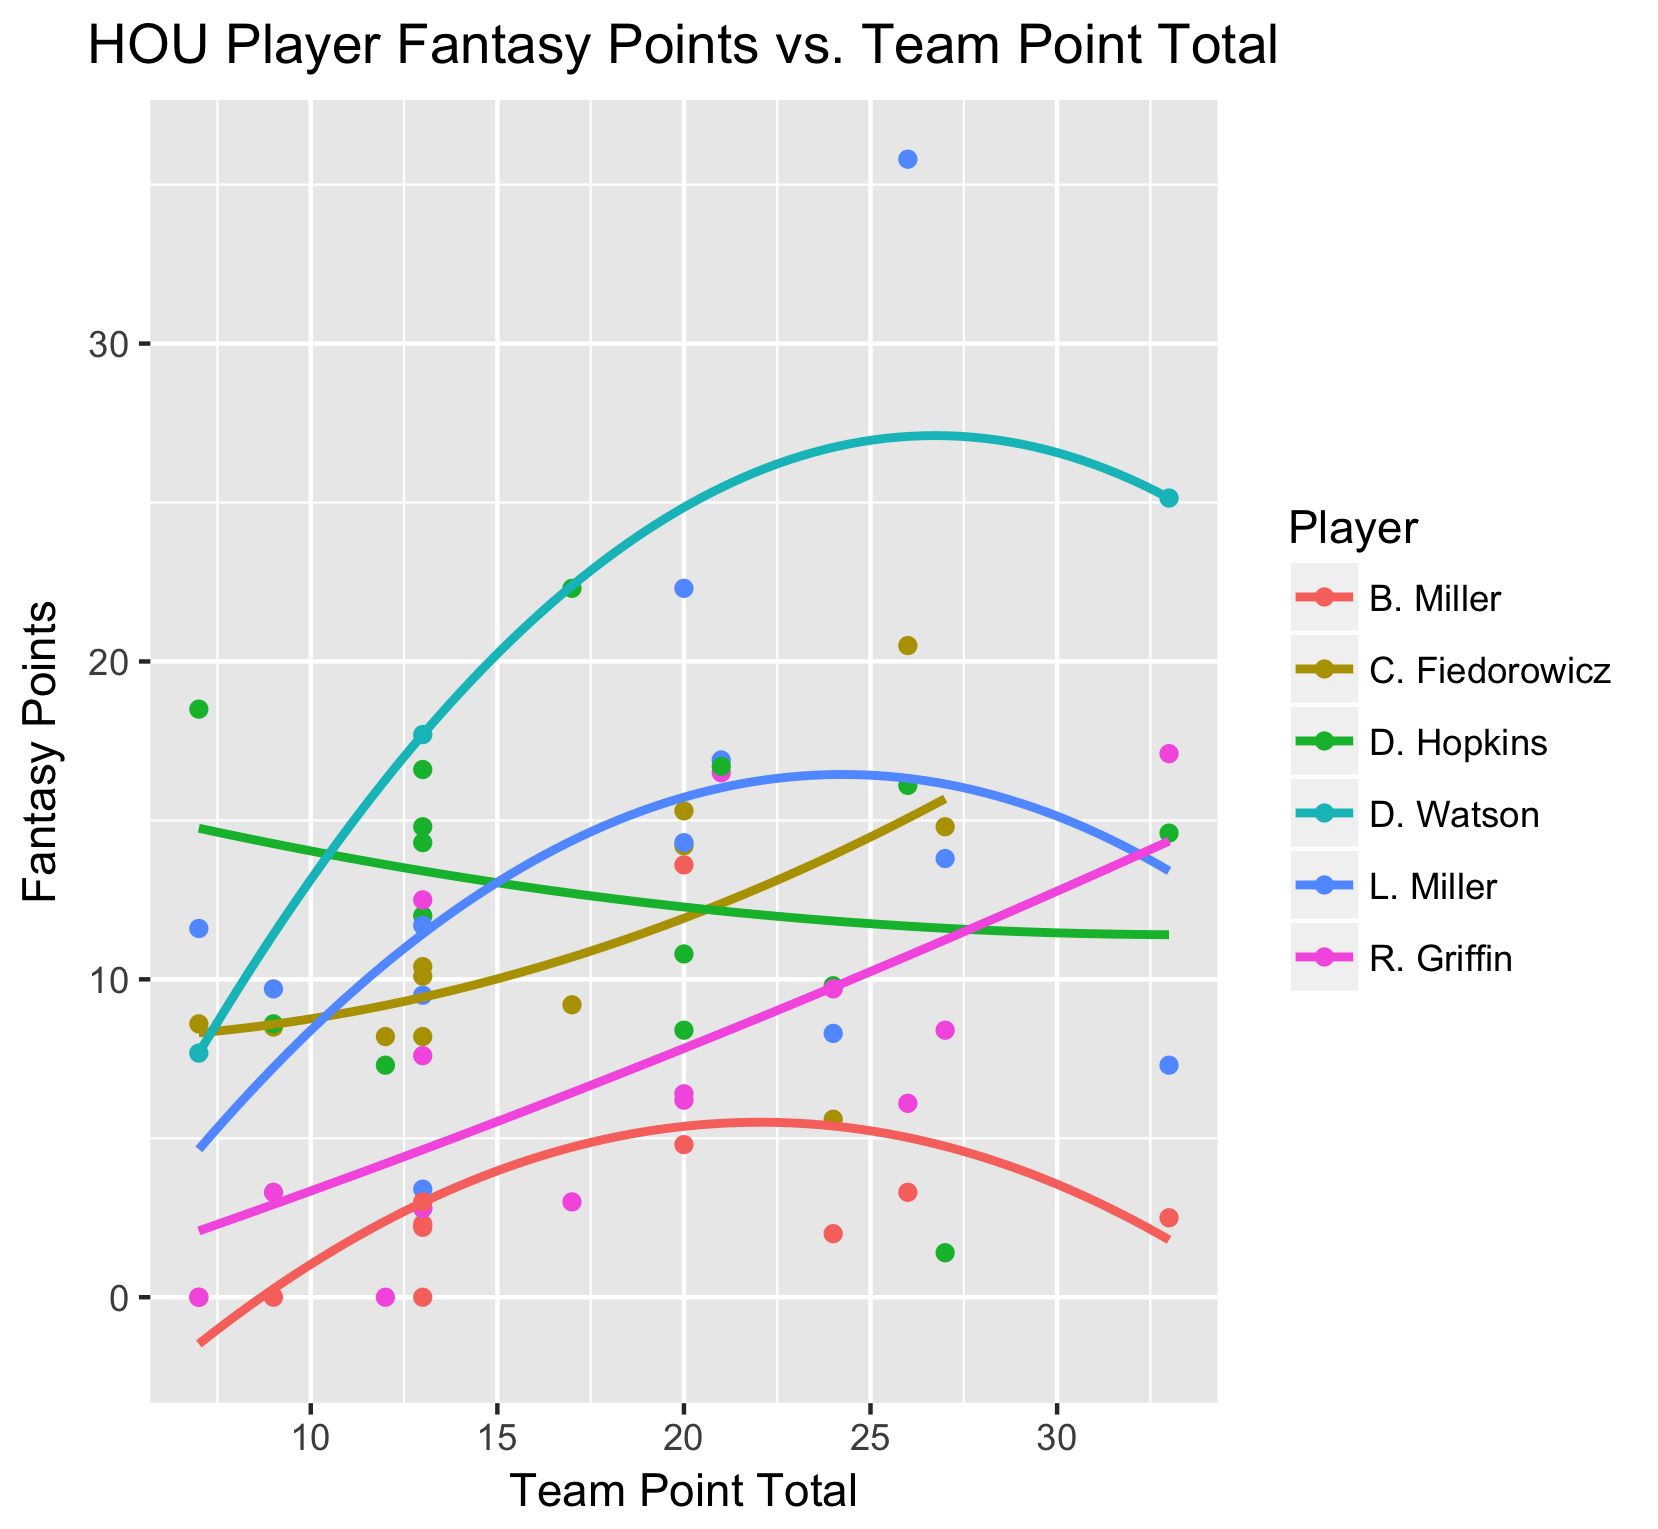 HOU Player Fantasy Points vs. Team Point Total
30
20
10
0
Fantasy Points
10 15 20 25 30
Team Point Total
Player
B. Miller
C. Fiedorowicz
D. Hopkins
D. Watson
L. Miller
R. Griffin